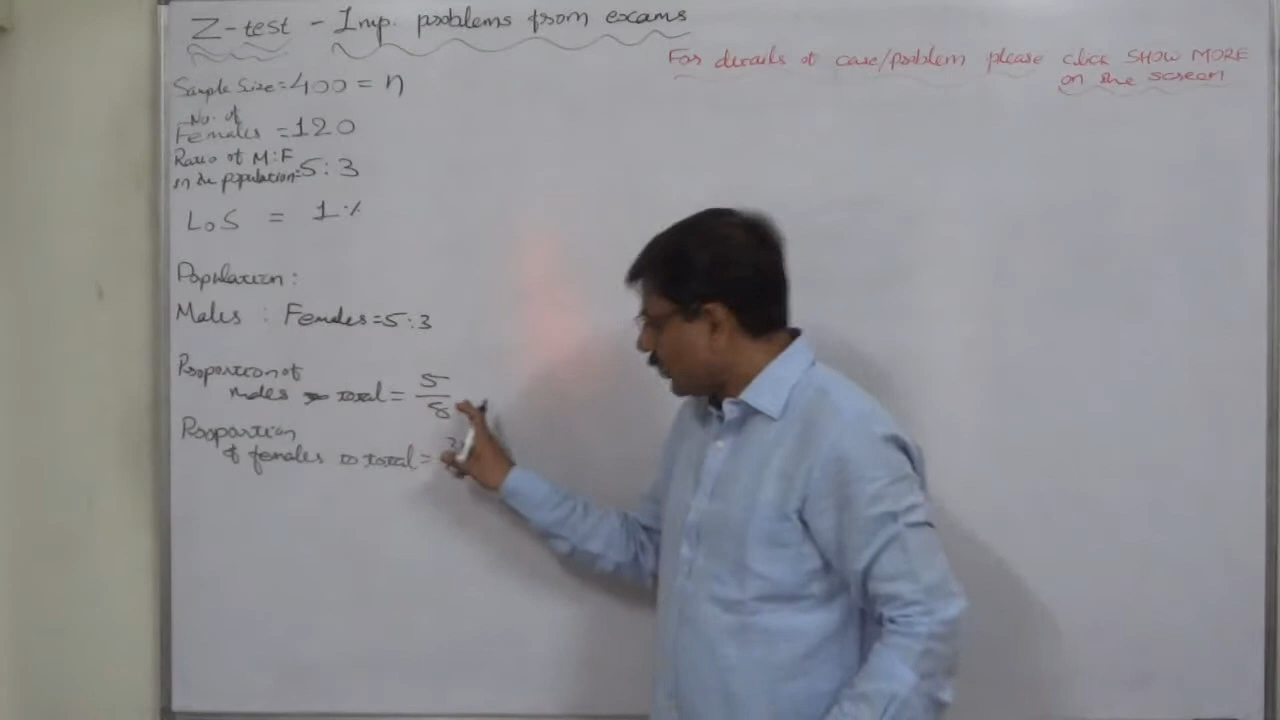 Z-test - Imp. problems from exams
For details of case/problem please click SHOW MORE
on the screen
Sample Size = 400 = n
No. of
Females = 120
Ratio of M:F
in the population = 5 : 3
LoS = 1%
Population :
Males : Females = 5 : 3
Proportion of
males to total = 5/8
Proportion
of females to total =